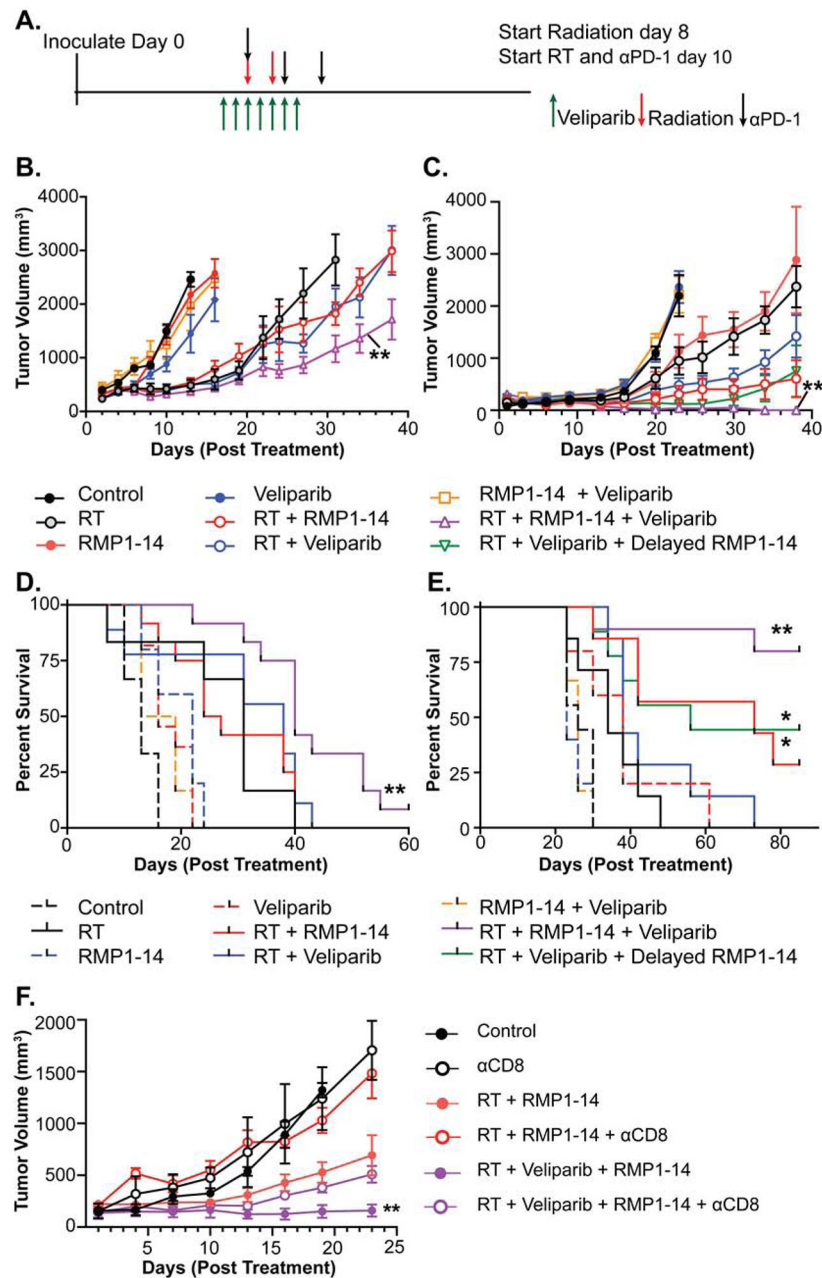 A.
Inoculate Day 0
Start Radiation day 8
Start RT and αPD-1 day 10
Veliparib Radiation αPD-1
B.
Tumor Volume (mm³)
4000
3000
2000
1000
0
0 10 20 30 40
Days (Post Treatment)
**
C.
Tumor Volume (mm³)
4000
3000
2000
1000
0
0 10 20 30 40
Days (Post Treatment)
**
Control
RT
RMP1-14
Veliparib
RT + RMP1-14
RT + Veliparib
RMP1-14 + Veliparib
RT + RMP1-14 + Veliparib
RT + Veliparib + Delayed RMP1-14
D.
Percent Survival
100
75
50
25
0
0 20 40 60
Days (Post Treatment)
**
E.
Percent Survival
100
75
50
25
0
0 20 40 60 80
Days (Post Treatment)
**
*
*
Control
RT
RMP1-14
Veliparib
RT + RMP1-14
RT + Veliparib
RMP1-14 + Veliparib
RT + RMP1-14 + Veliparib
RT + Veliparib + Delayed RMP1-14
F.
Tumor Volume (mm³)
2000
1500
1000
500
0
5 10 15 20 25
Days (Post Treatment)
**
Control
αCD8
RT + RMP1-14
RT + RMP1-14 + αCD8
RT + Veliparib + RMP1-14
RT + Veliparib + RMP1-14 + αCD8